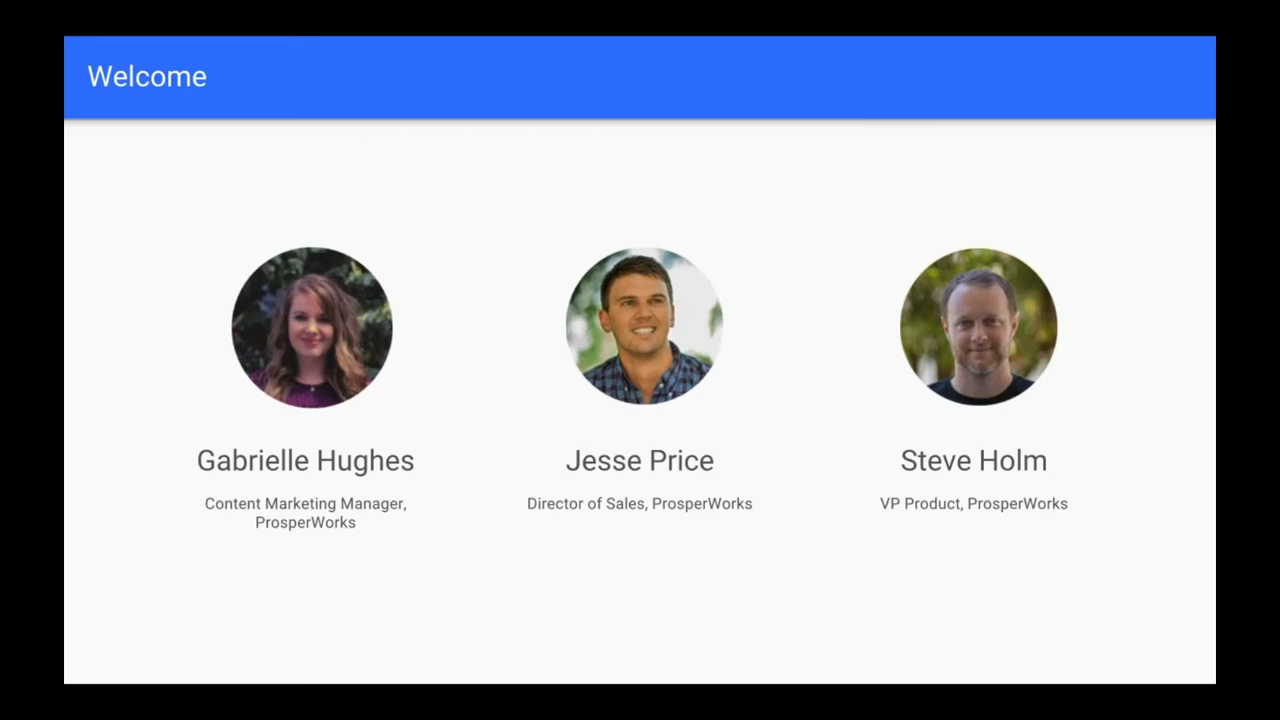 Welcome
Gabrielle Hughes
Content Marketing Manager,
ProsperWorks
Jesse Price
Director of Sales, ProsperWorks
Steve Holm
VP Product, ProsperWorks